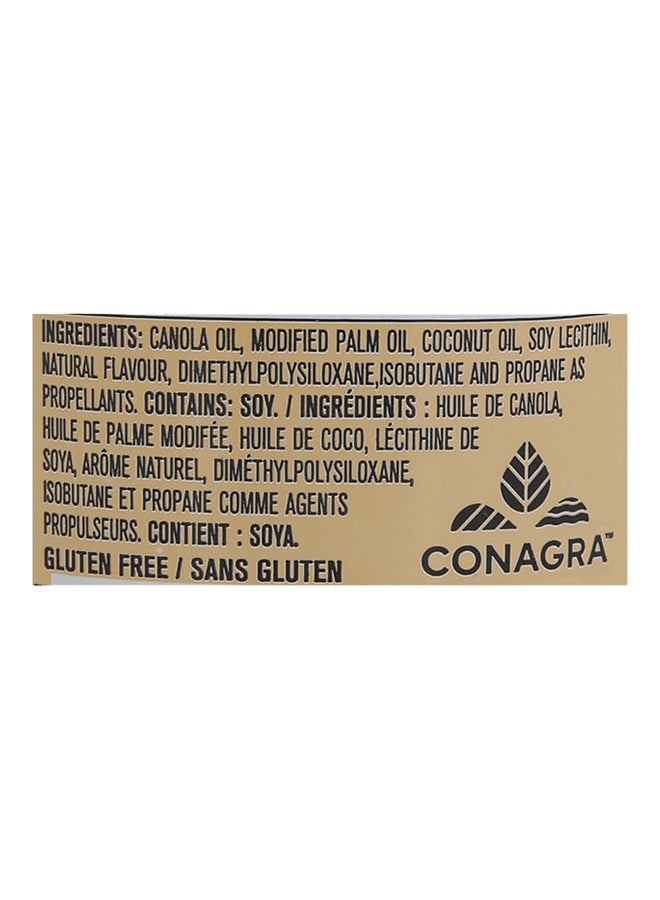 INGREDIENTS: CANOLA OIL, MODIFIED PALM OIL, COCONUT OIL, SOY LECITHIN,
NATURAL FLAVOUR, DIMETHYLPOLYSILOXANE,ISOBUTANE AND PROPANE AS
PROPELLANTS. CONTAINS: SOY. / INGRÉDIENTS : HUILE DE CANOLA,
HUILE DE PALME MODIFÉE, HUILE DE COCO, LÉCITHINE DE
SOYA, ARÔME NATUREL, DIMÉTHYLPOLYSILOXANE,
ISOBUTANE ET PROPANE COMME AGENTS
PROPULSEURS. CONTIENT : SOYA.
GLUTEN FREE / SANS GLUTEN
CONAGRA™